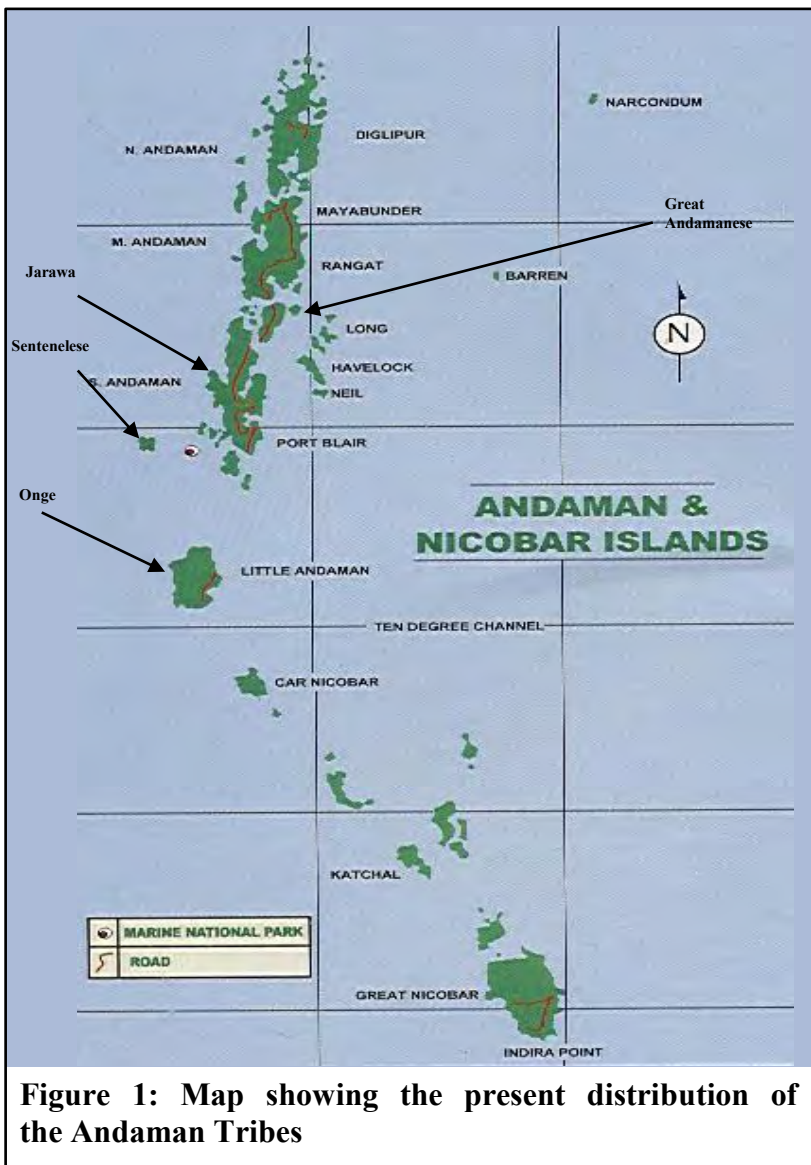 NARCONDUM
DIGLIPUR
N. ANDAMAN
Great
Andamanese
MAYABUNDER
M. ANDAMAN
RANGAT
Jarawa
BARREN
LONG
N
Sentenelese
HAVELOCK
S. ANDAMAN
NEIL
PORT BLAIR
Onge
ANDAMAN &
NICOBAR ISLANDS
LITTLE ANDAMAN
TEN DEGREE CHANNEL
CAR NICOBAR
KATCHAL
MARINE NATIONAL PARK
ROAD
GREAT NICOBAR
INDIRA POINT
Figure 1: Map showing the present distribution of
the Andaman Tribes